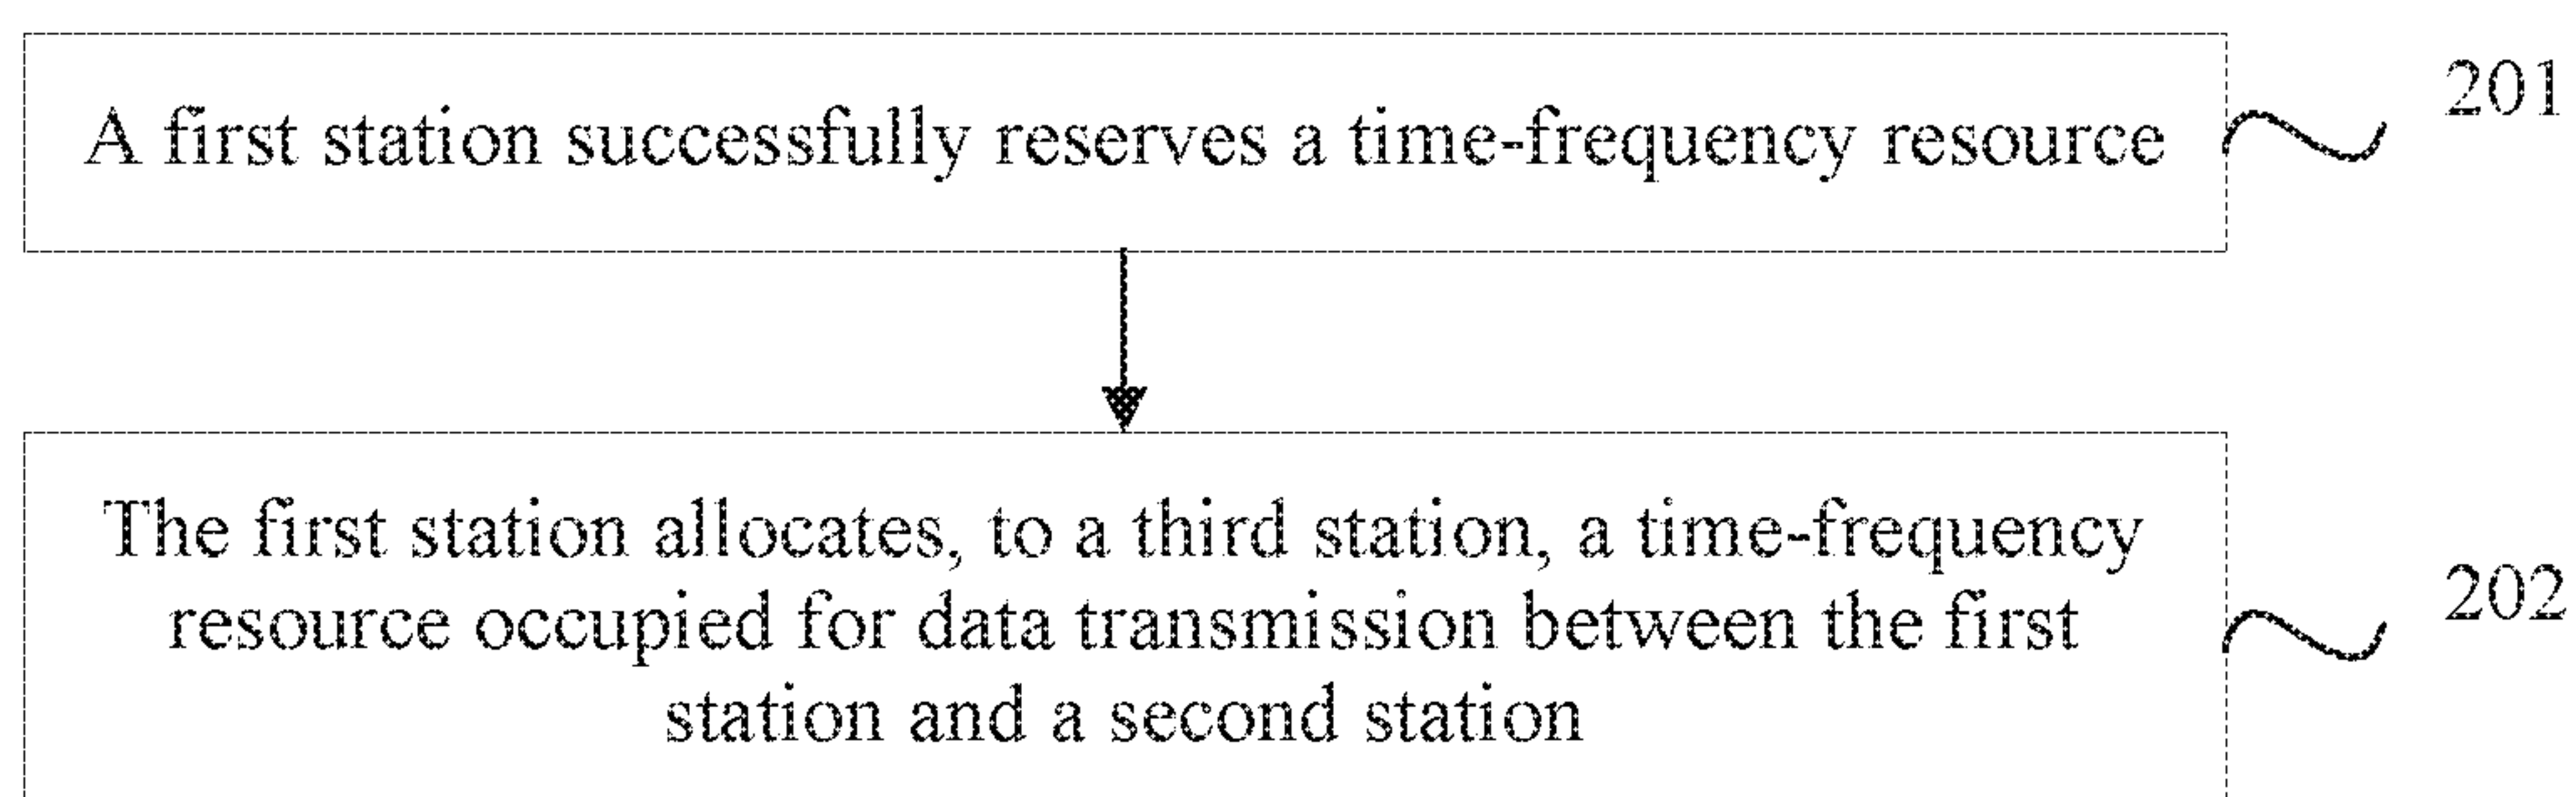 A first station successfully reserves a time-frequency resource
201
The first station allocates, to a third station, a time-frequency
resource occupied for data transmission between the first
station and a second station
202